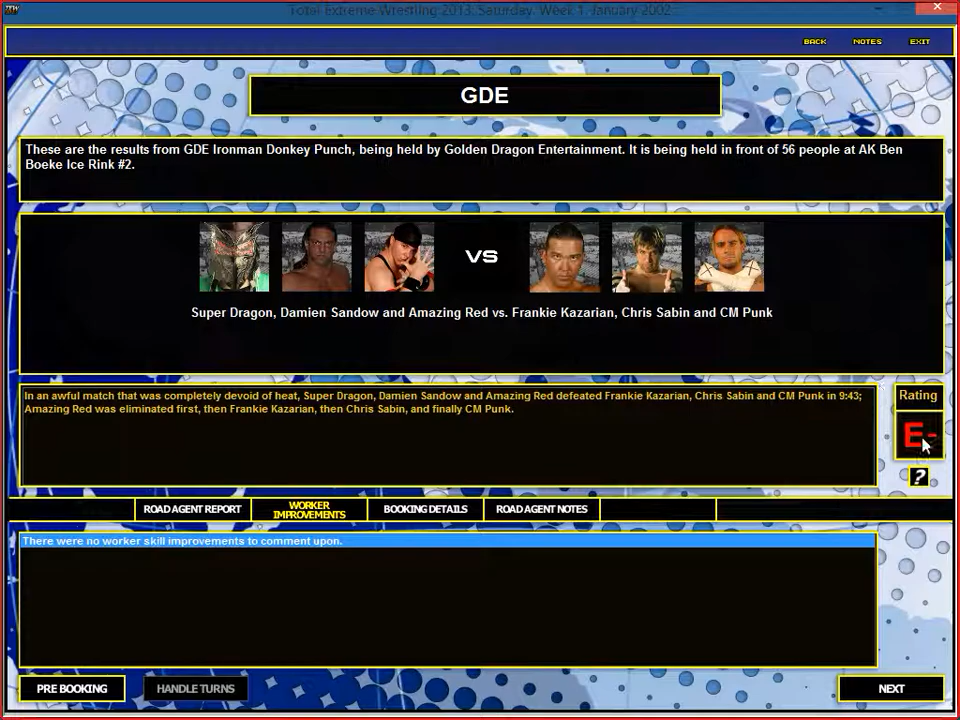 TEW
Total Extreme Wrestling 2013: Saturday, Week 1, January 2002
BACK NOTES EXIT
GDE
These are the results from GDE Ironman Donkey Punch, being held by Golden Dragon Entertainment. It is being held in front of 56 people at AK Ben
Boeke Ice Rink #2.
VS
Super Dragon, Damien Sandow and Amazing Red vs. Frankie Kazarian, Chris Sabin and CM Punk
In an awful match that was completely devoid of heat, Super Dragon, Damien Sandow and Amazing Red defeated Frankie Kazarian, Chris Sabin and CM Punk in 9:43;
Amazing Red was eliminated first, then Frankie Kazarian, then Chris Sabin, and finally CM Punk.
Rating
E-
?
ROAD AGENT REPORT WORKER IMPROVEMENTS BOOKING DETAILS ROAD AGENT NOTES
There were no worker skill improvements to comment upon.
PRE BOOKING HANDLE TURNS NEXT